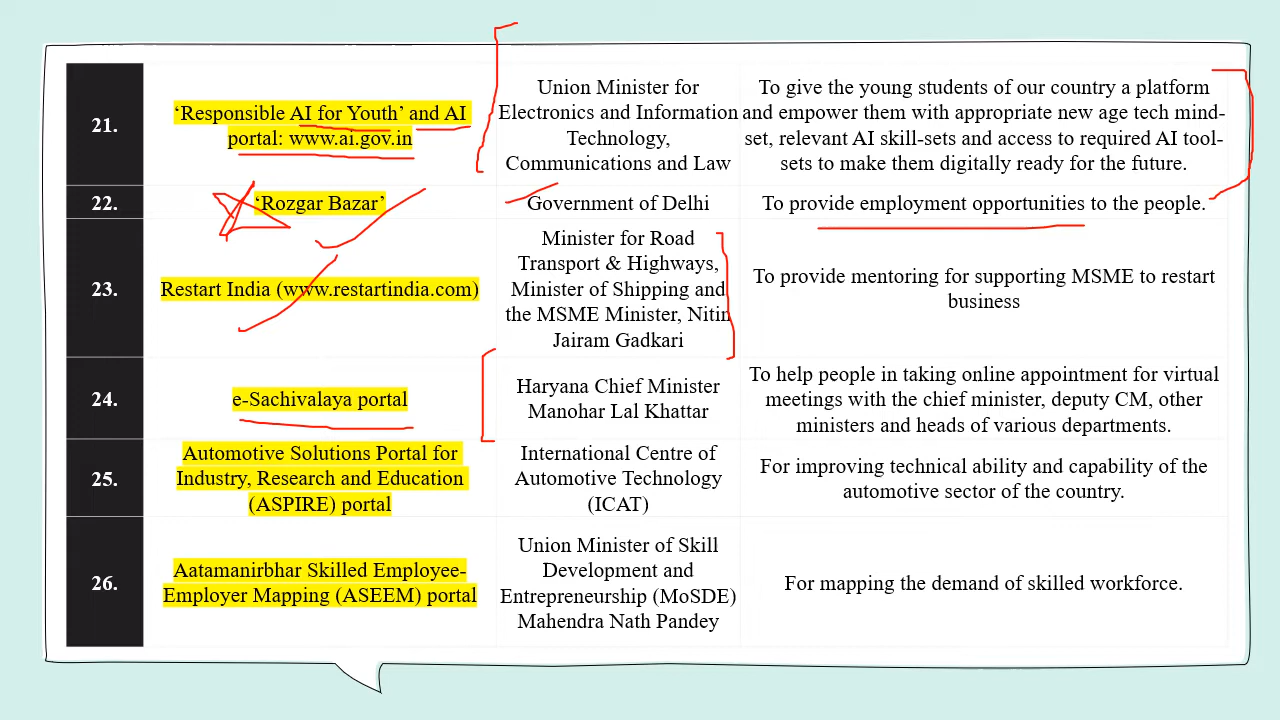 21.
‘Responsible AI for Youth’ and AI
portal: www.ai.gov.in
Union Minister for
Electronics and Information
Technology,
Communications and Law
To give the young students of our country a platform
and empower them with appropriate new age tech mind-
set, relevant AI skill-sets and access to required AI tool-
sets to make them digitally ready for the future.
22.
‘Rozgar Bazar’
Government of Delhi
To provide employment opportunities to the people.
23.
Restart India (www.restartindia.com)
Minister for Road
Transport & Highways,
Minister of Shipping and
the MSME Minister, Nitin
Jairam Gadkari
To provide mentoring for supporting MSME to restart
business
24.
e-Sachivalaya portal
Haryana Chief Minister
Manohar Lal Khattar
To help people in taking online appointment for virtual
meetings with the chief minister, deputy CM, other
ministers and heads of various departments.
25.
Automotive Solutions Portal for
Industry, Research and Education
(ASPIRE) portal
International Centre of
Automotive Technology
(ICAT)
For improving technical ability and capability of the
automotive sector of the country.
26.
Aatamanirbhar Skilled Employee-
Employer Mapping (ASEEM) portal
Union Minister of Skill
Development and
Entrepreneurship (MoSDE)
Mahendra Nath Pandey
For mapping the demand of skilled workforce.